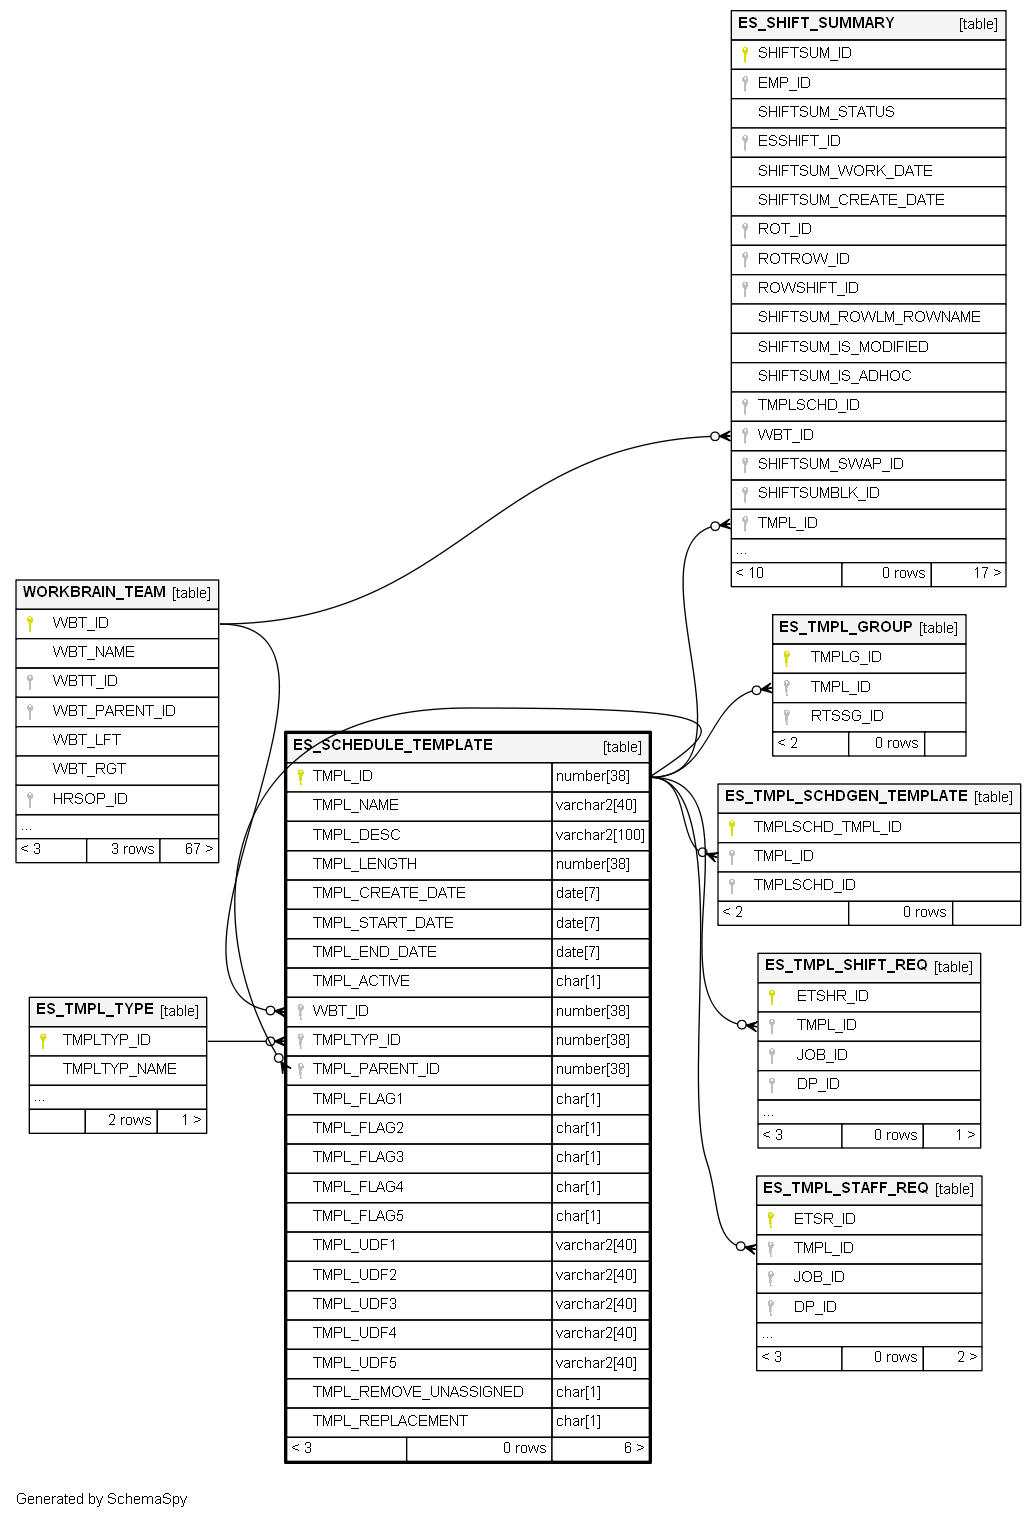 ES_SHIFT_SUMMARY [table]
SHIFTSUM_ID
EMP_ID
SHIFTSUM_STATUS
ESSHIFT_ID
SHIFTSUM_WORK_DATE
SHIFTSUM_CREATE_DATE
ROT_ID
ROTROW_ID
ROWSHIFT_ID
SHIFTSUM_ROWLM_ROWNAME
SHIFTSUM_IS_MODIFIED
SHIFTSUM_IS_ADHOC
TMPLSCHD_ID
WBT_ID
SHIFTSUM_SWAP_ID
SHIFTSUMBLK_ID
TMPL_ID
...
< 10 0 rows 17 >
WORKBRAIN_TEAM [table]
WBT_ID
WBT_NAME
WBTT_ID
WBT_PARENT_ID
WBT_LFT
WBT_RGT
HRSOP_ID
...
< 3 3 rows 67 >
ES_TMPL_TYPE [table]
TMPLTYP_ID
TMPLTYP_NAME
...
2 rows 1 >
ES_SCHEDULE_TEMPLATE [table]
TMPL_ID number[38]
TMPL_NAME varchar2[40]
TMPL_DESC varchar2[100]
TMPL_LENGTH number[38]
TMPL_CREATE_DATE date[7]
TMPL_START_DATE date[7]
TMPL_END_DATE date[7]
TMPL_ACTIVE char[1]
WBT_ID number[38]
TMPLTYP_ID number[38]
TMPL_PARENT_ID number[38]
TMPL_FLAG1 char[1]
TMPL_FLAG2 char[1]
TMPL_FLAG3 char[1]
TMPL_FLAG4 char[1]
TMPL_FLAG5 char[1]
TMPL_UDF1 varchar2[40]
TMPL_UDF2 varchar2[40]
TMPL_UDF3 varchar2[40]
TMPL_UDF4 varchar2[40]
TMPL_UDF5 varchar2[40]
TMPL_REMOVE_UNASSIGNED char[1]
TMPL_REPLACEMENT char[1]
< 3 0 rows 6 >
ES_TMPL_GROUP [table]
TMPLG_ID
TMPL_ID
RTSSG_ID
< 2 0 rows
ES_TMPL_SCHDGEN_TEMPLATE [table]
TMPLSCHD_TMPL_ID
TMPL_ID
TMPLSCHD_ID
< 2 0 rows
ES_TMPL_SHIFT_REQ [table]
ETSHR_ID
TMPL_ID
JOB_ID
DP_ID
...
< 3 0 rows 1 >
ES_TMPL_STAFF_REQ [table]
ETSR_ID
TMPL_ID
JOB_ID
DP_ID
...
< 3 0 rows 2 >
Generated by SchemaSpy